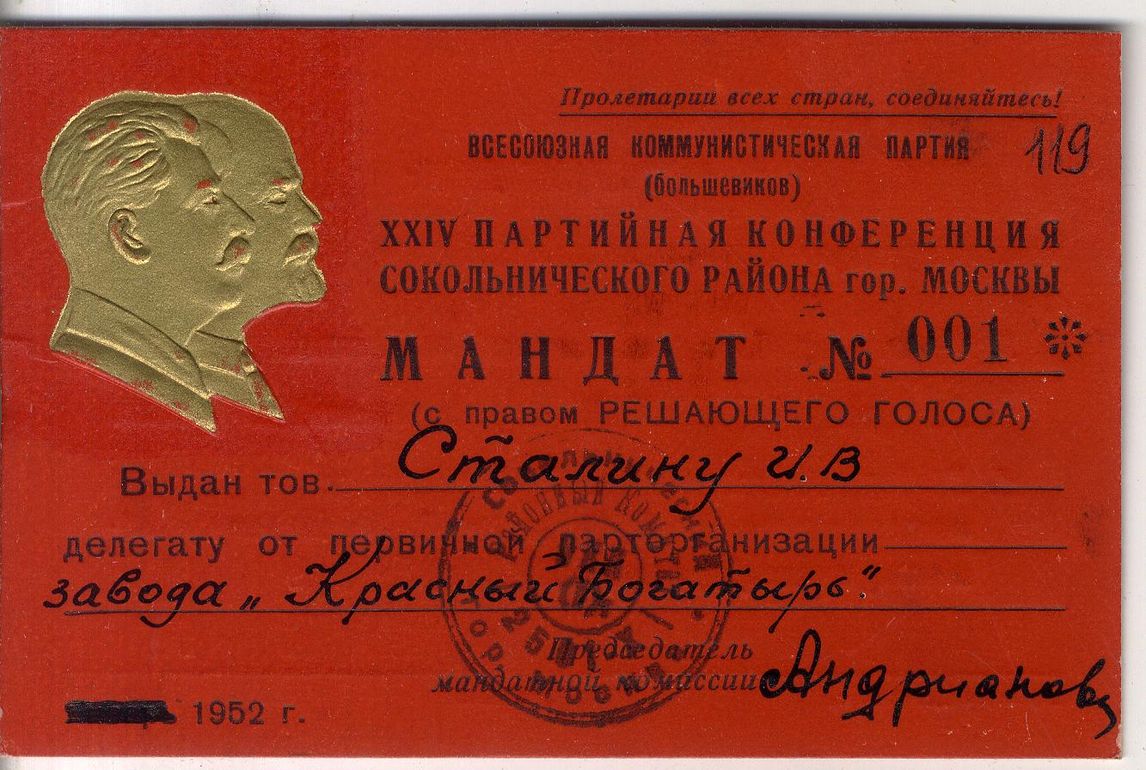 Пролетарии всех стран, соединяйтесь!
119
ВСЕСОЮЗНАЯ КОММУНИСТИЧЕСКАЯ ПАРТИЯ
(большевиков)
XXIV ПАРТИЙНАЯ КОНФЕРЕНЦИЯ
СОКОЛЬНИЧЕСКОГО РАЙОНА гор. МОСКВЫ
МАНДАТ № 001
(с правом РЕШАЮЩЕГО ГОЛОСА)
Выдан тов. Сталину И.В
делегату от первичной парторганизации
завода „Красный Богатырь".
Председатель
мандатной комиссии Андрианов
1952 г.